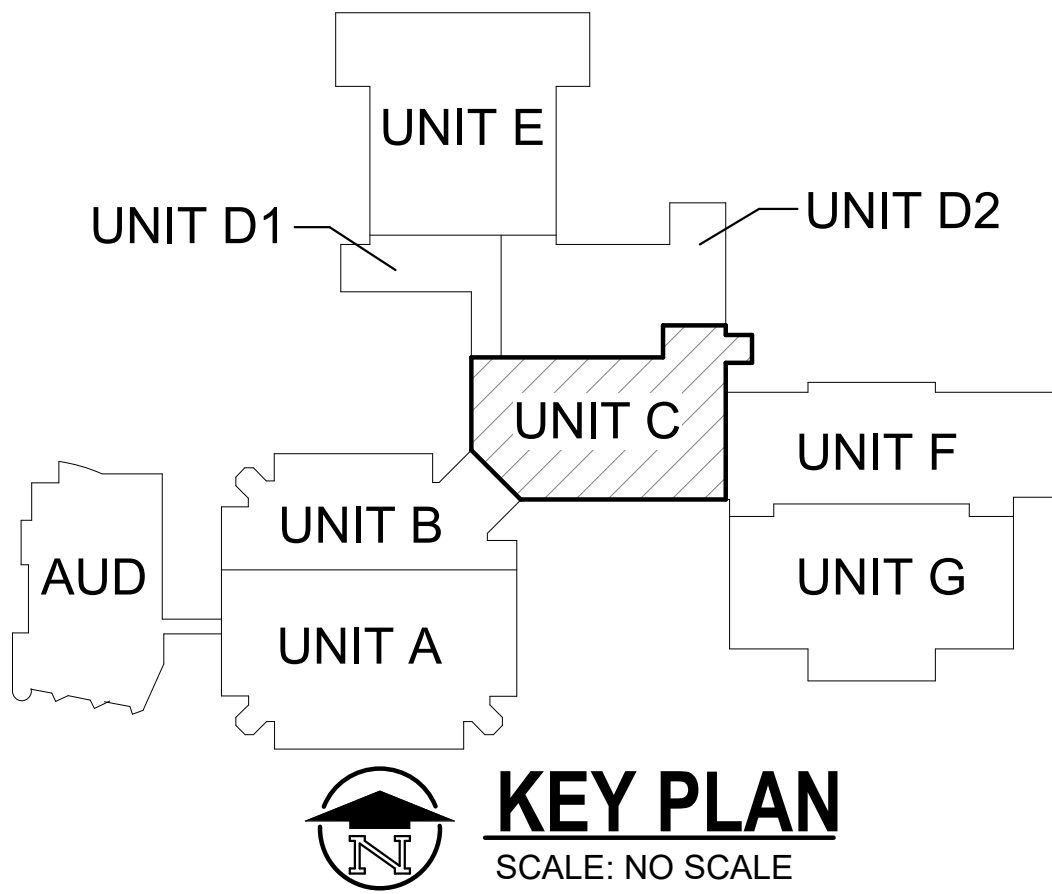 UNIT E
UNIT D1
UNIT D2
UNIT C
UNIT F
UNIT B
AUD
UNIT G
UNIT A
N
KEY PLAN
SCALE: NO SCALE